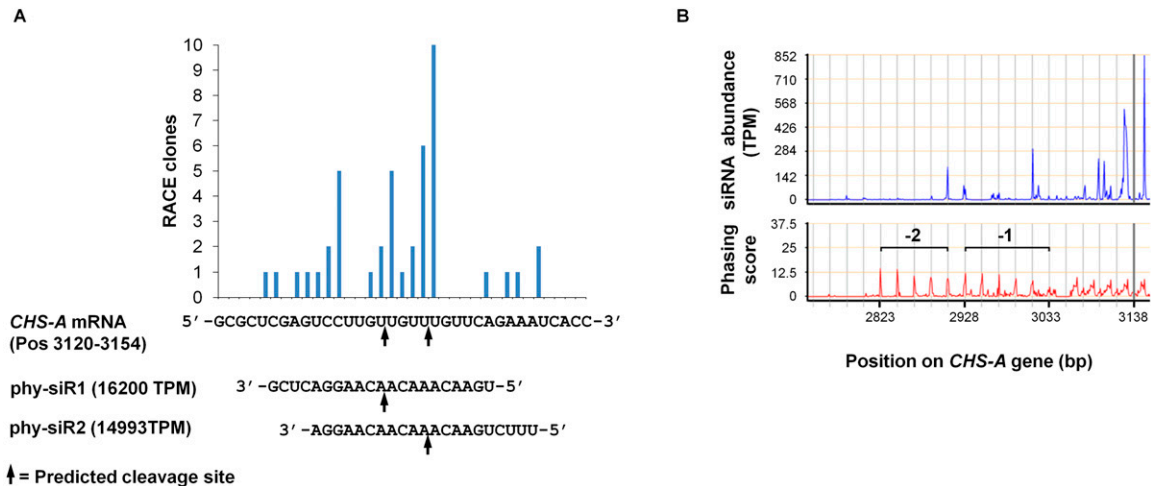 A
RACE clones
10
9
8
7
6
5
4
3
2
1
0
CHS-A mRNA
(Pos 3120-3154)
5′-GCGCUCGAGUCCUUGUUGUUUGUUCAGAAAUCACC-3′
phy-siR1 (16200 TPM)
3′-GCUCAGGAACAACAAACAAGU-5′
phy-siR2 (14993TPM)
3′-AGGAACAACAAACAAGUCUUU-5′
= Predicted cleavage site
B
siRNA abundance
(TPM)
852
710
568
426
284
142
0
Phasing
score
37.5
25
12.5
0
-2
-1
2823 2928 3033 3138
Position on CHS-A gene (bp)